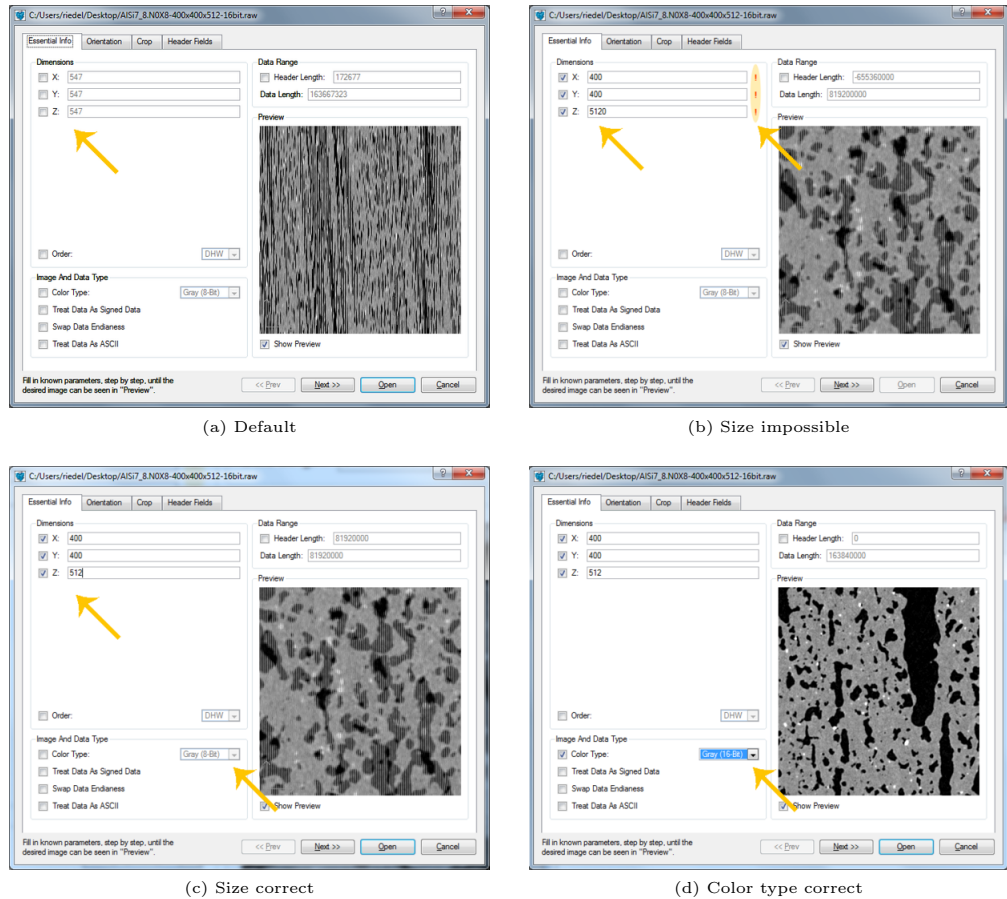 C:/Users/riedel/Desktop/AlSi7_8.N0X8-400x400x512-16bit.raw
Essential Info Orientation Crop Header Fields
Dimensions
X: 547
Y: 547
Z: 547
Order: DHW
Image And Data Type
Color Type: Gray (8-Bit)
Treat Data As Signed Data
Swap Data Endianess
Treat Data As ASCII
Data Range
Header Length: 172677
Data Length: 163667323
Preview
Show Preview
Fill in known parameters, step by step, until the
desired image can be seen in "Preview".
<< Prev Next >> Open Cancel
(a) Default
C:/Users/riedel/Desktop/AlSi7_8.N0X8-400x400x512-16bit.raw
Essential Info Orientation Crop Header Fields
Dimensions
X: 400 !
Y: 400 !
Z: 5120 !
Order: DHW
Image And Data Type
Color Type: Gray (8-Bit)
Treat Data As Signed Data
Swap Data Endianess
Treat Data As ASCII
Data Range
Header Length: -655360000
Data Length: 819200000
Preview
Show Preview
Fill in known parameters, step by step, until the
desired image can be seen in "Preview".
<< Prev Next >> Open Cancel
(b) Size impossible
C:/Users/riedel/Desktop/AlSi7_8.N0X8-400x400x512-16bit.raw
Essential Info Orientation Crop Header Fields
Dimensions
X: 400
Y: 400
Z: 512
Order: DHW
Image And Data Type
Color Type: Gray (8-Bit)
Treat Data As Signed Data
Swap Data Endianess
Treat Data As ASCII
Data Range
Header Length: 81920000
Data Length: 81920000
Preview
Show Preview
Fill in known parameters, step by step, until the
desired image can be seen in "Preview".
<< Prev Next >> Open Cancel
(c) Size correct
C:/Users/riedel/Desktop/AlSi7_8.N0X8-400x400x512-16bit.raw
Essential Info Orientation Crop Header Fields
Dimensions
X: 400
Y: 400
Z: 512
Order: DHW
Image And Data Type
Color Type: Gray (16-Bit)
Treat Data As Signed Data
Swap Data Endianess
Treat Data As ASCII
Data Range
Header Length: 0
Data Length: 163840000
Preview
Show Preview
Fill in known parameters, step by step, until the
desired image can be seen in "Preview".
<< Prev Next >> Open Cancel
(d) Color type correct